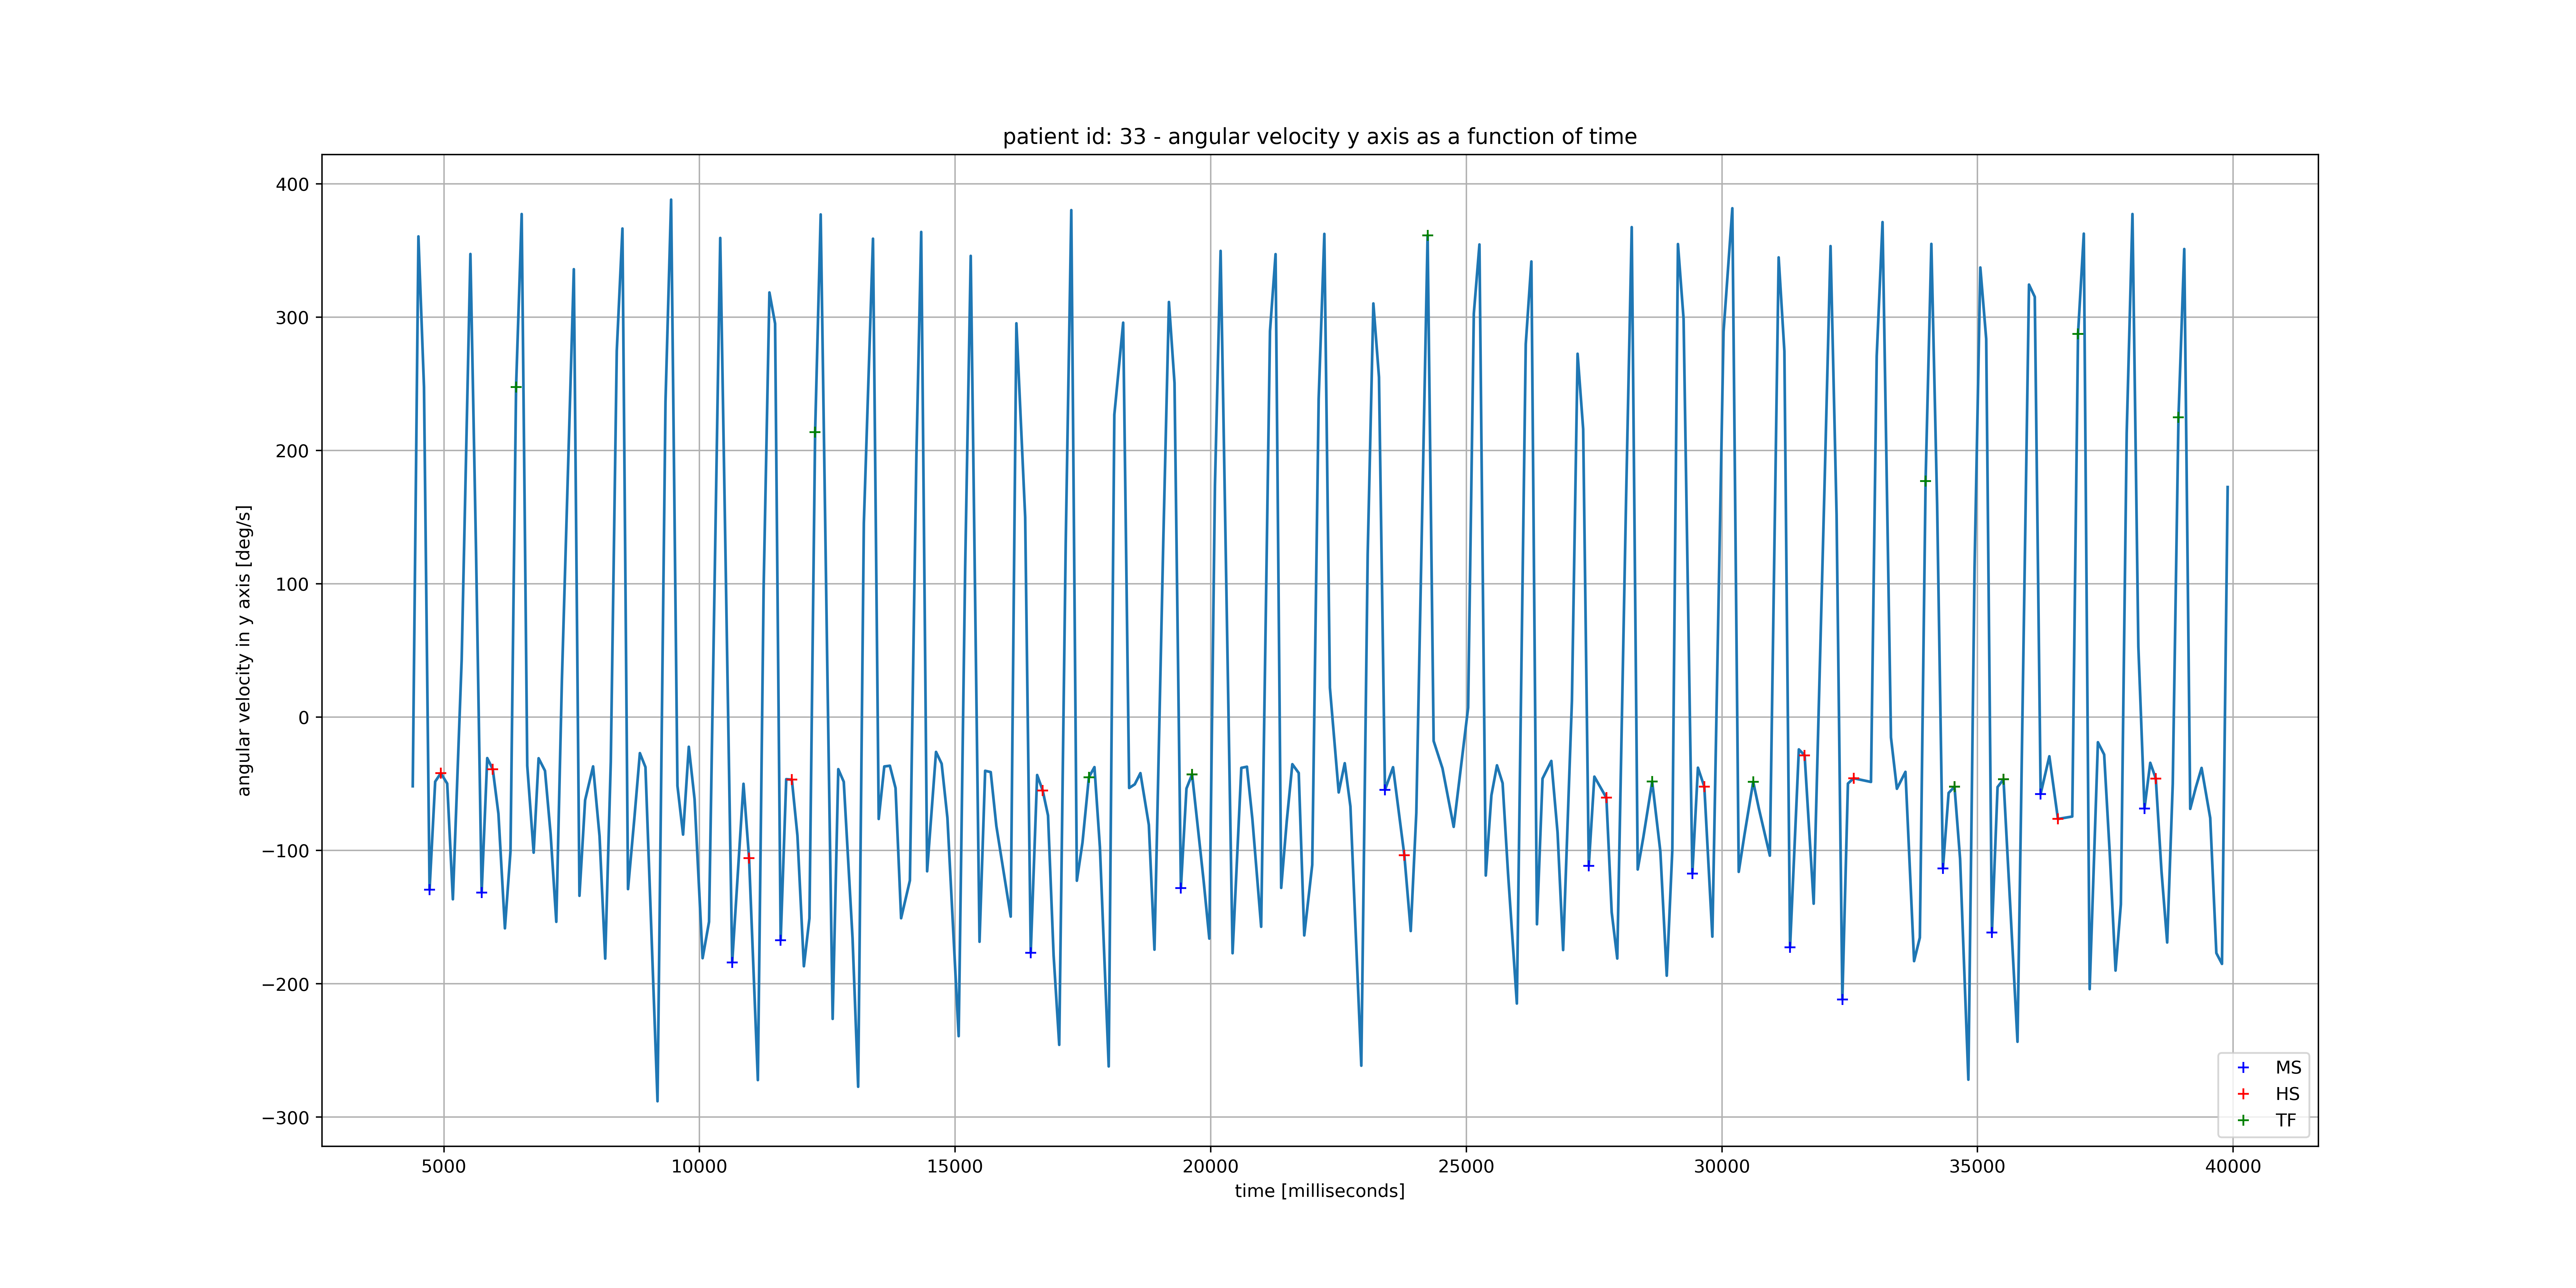 patient id: 33 - angular velocity y axis as a function of time
angular velocity in y axis [deg/s]
400
300
200
100
0
−100
−200
−300
5000 10000 15000 20000 25000 30000 35000 40000
time [milliseconds]
MS
HS
TF